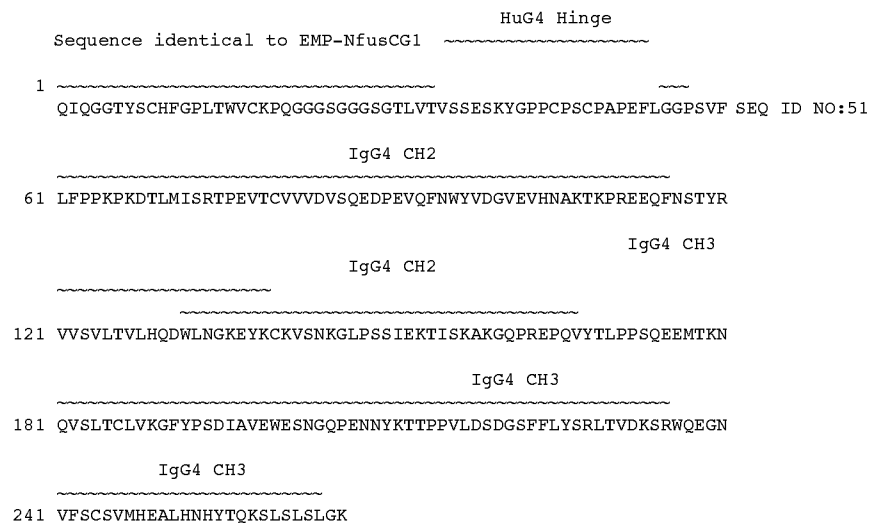 HuG4 Hinge
Sequence identical to EMP-NfusCG1
1
QIQGGTYSCHFGPLTWVCKPQGGGSGGGSGTLVTVSSESKYGPPCPSCPAPEFLGGPSVF SEQ ID NO:51
IgG4 CH2
61 LFPPKPKDTLMISRTPEVTCVVVDVSQEDPEVQFNWYVDGVEVHNAKTKPREEQFNSTYR
IgG4 CH3
IgG4 CH2
121 VVSVLTVLHQDWLNGKEYKCKVSNKGLPSSIEKTISKAKGQPREPQVYTLPPSQEEMTKN
IgG4 CH3
181 QVSLTCLVKGFYPSDIAVEWESNGQPENNYKTTPPVLDSDGSFFLYSRLTVDKSRWQEGN
IgG4 CH3
241 VFSCSVMHEALHNHYTQKSLSLSLGK